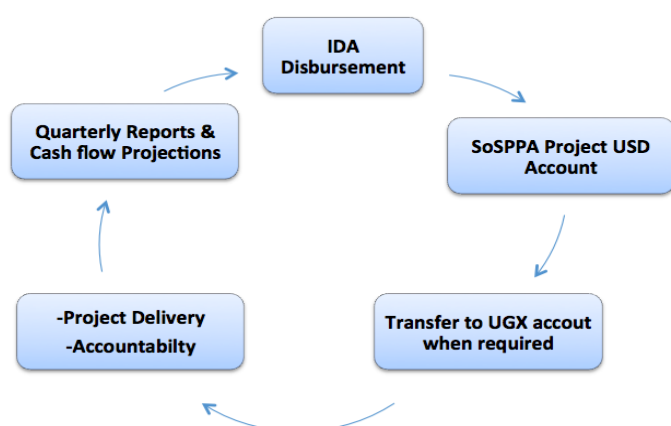 IDA
Disbursement
SoSPPA Project USD
Account
Transfer to UGX accout
when required
-Project Delivery
-Accountabilty
Quarterly Reports &
Cash flow Projections